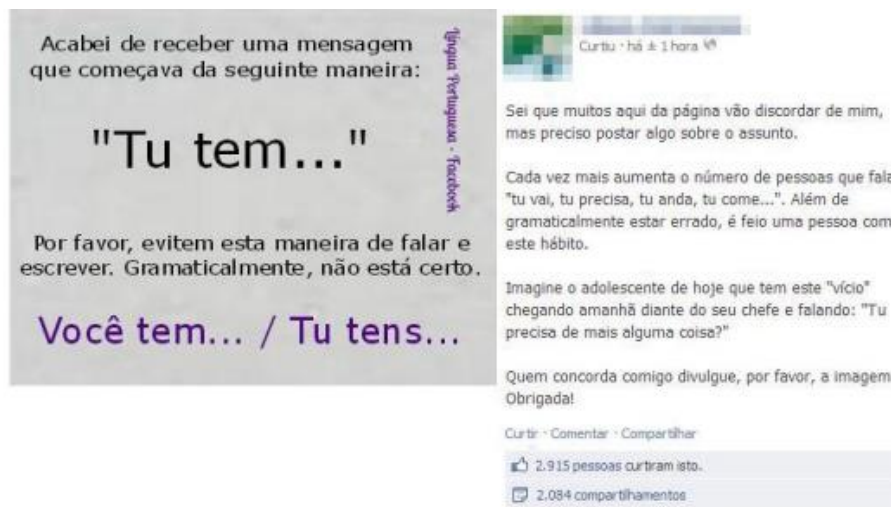 Acabei de receber uma mensagem
que começava da seguinte maneira:
"Tu tem..."
Por favor, evitem esta maneira de falar e
escrever. Gramaticalmente, não está certo.
Você tem... / Tu tens...
Língua Portuguesa - Facebook
Curtiu · há ± 1 hora
Sei que muitos aqui da página vão discordar de mim,
mas preciso postar algo sobre o assunto.
Cada vez mais aumenta o número de pessoas que fala
"tu vai, tu precisa, tu anda, tu come...". Além de
gramaticalmente estar errado, é feio uma pessoa com
este hábito.
Imagine o adolescente de hoje que tem este "vício"
chegando amanhã diante do seu chefe e falando: "Tu
precisa de mais alguma coisa?"
Quem concorda comigo divulgue, por favor, a imagem
Obrigada!
Curtir · Comentar · Compartilhar
2.915 pessoas curtiram isto.
2.084 compartilhamentos